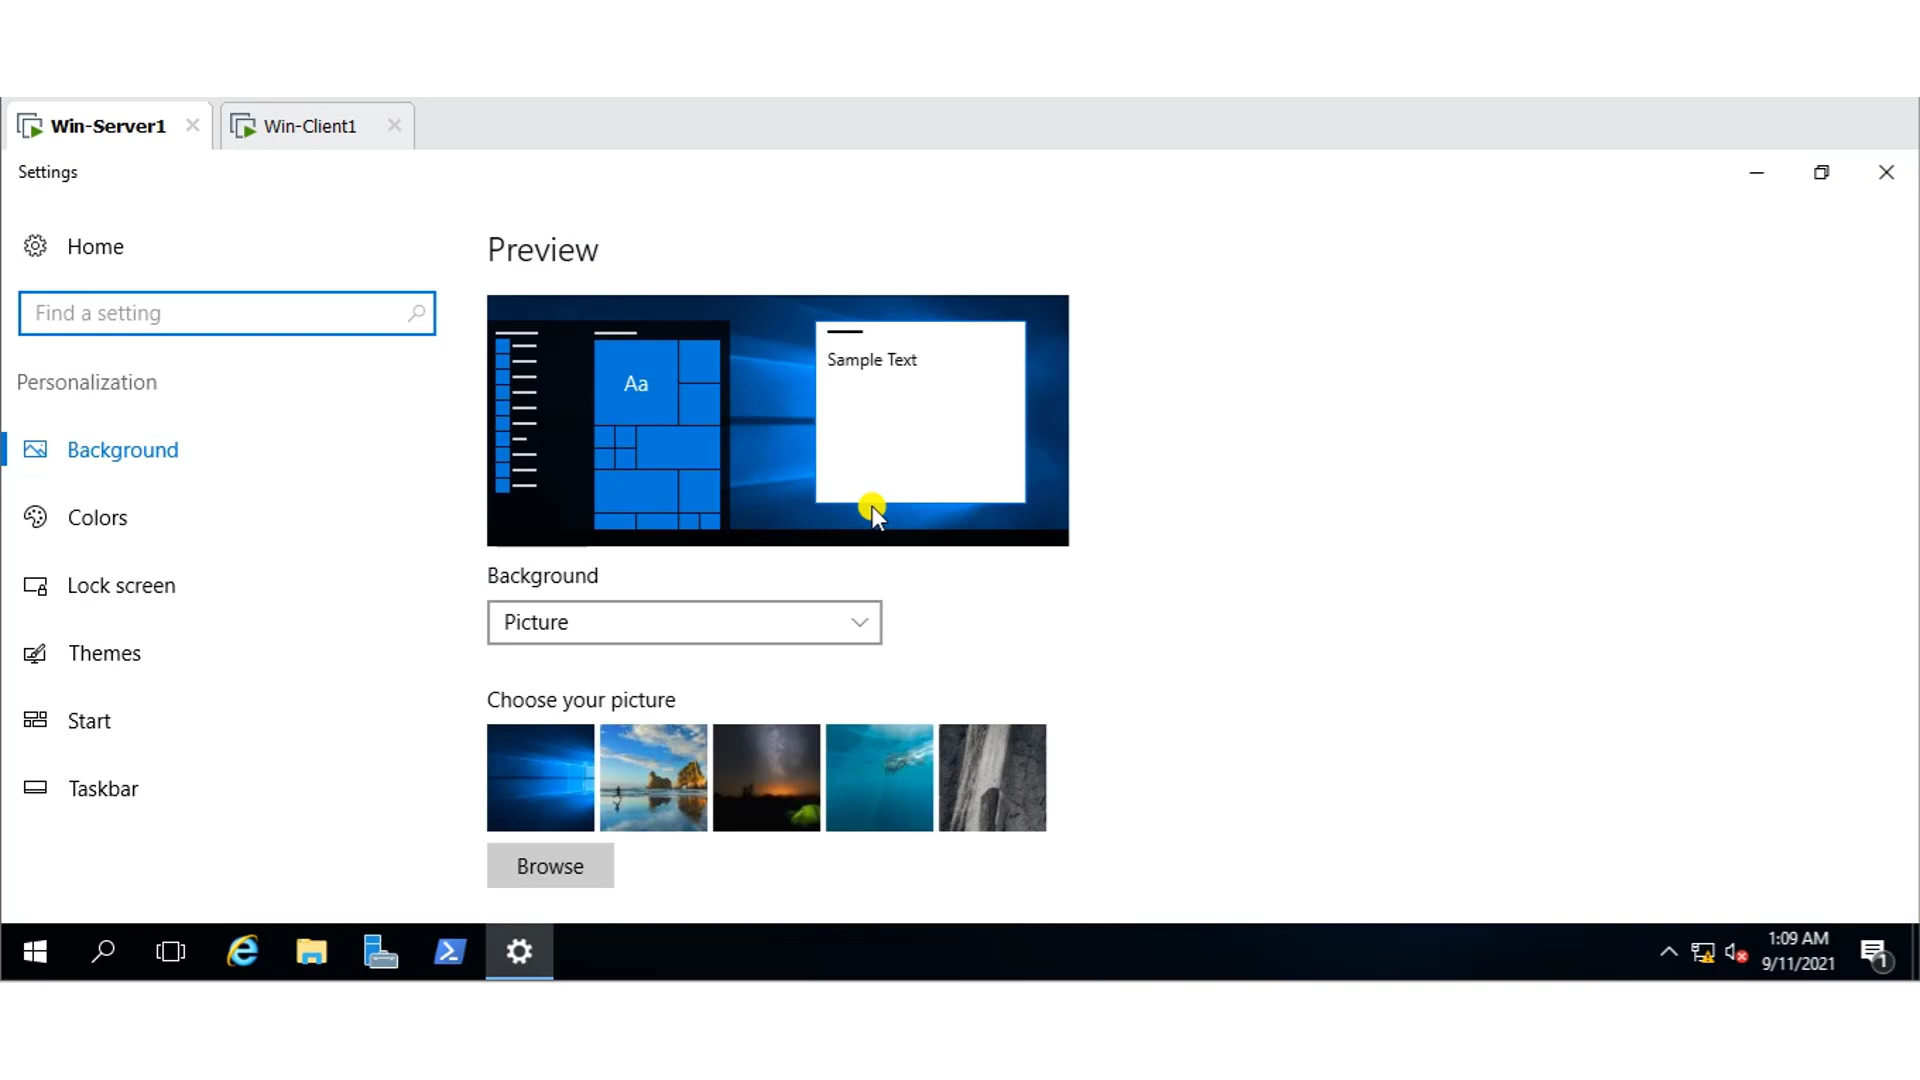 Win-Server1
Win-Client1
Settings
Home
Find a setting
Personalization
Background
Colors
Lock screen
Themes
Start
Taskbar
Preview
Aa
Sample Text
Background
Picture
Choose your picture
Browse
1:09 AM
9/11/2021
1